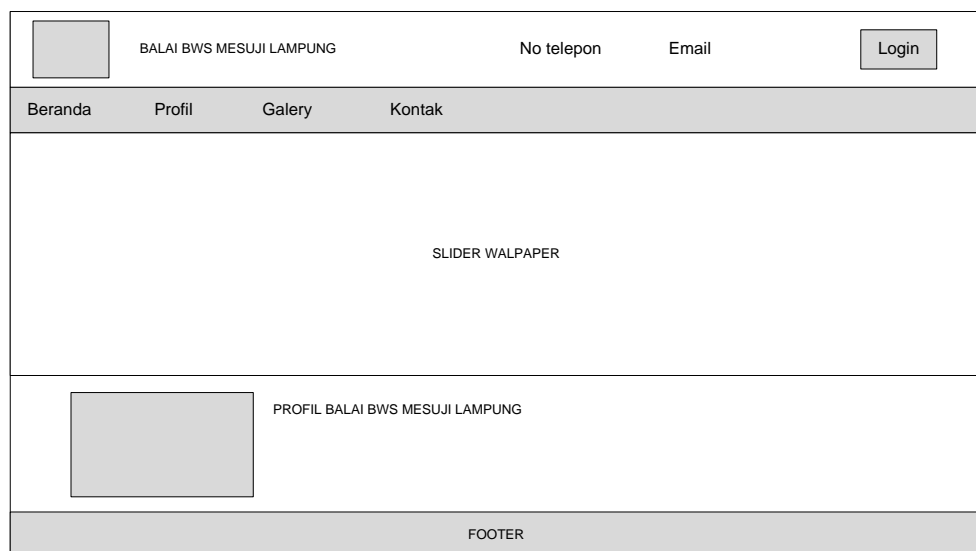 BALAI BWS MESUJI LAMPUNG
No telepon
Email
Login
Beranda
Profil
Galery
Kontak
SLIDER WALPAPER
PROFIL BALAI BWS MESUJI LAMPUNG
FOOTER